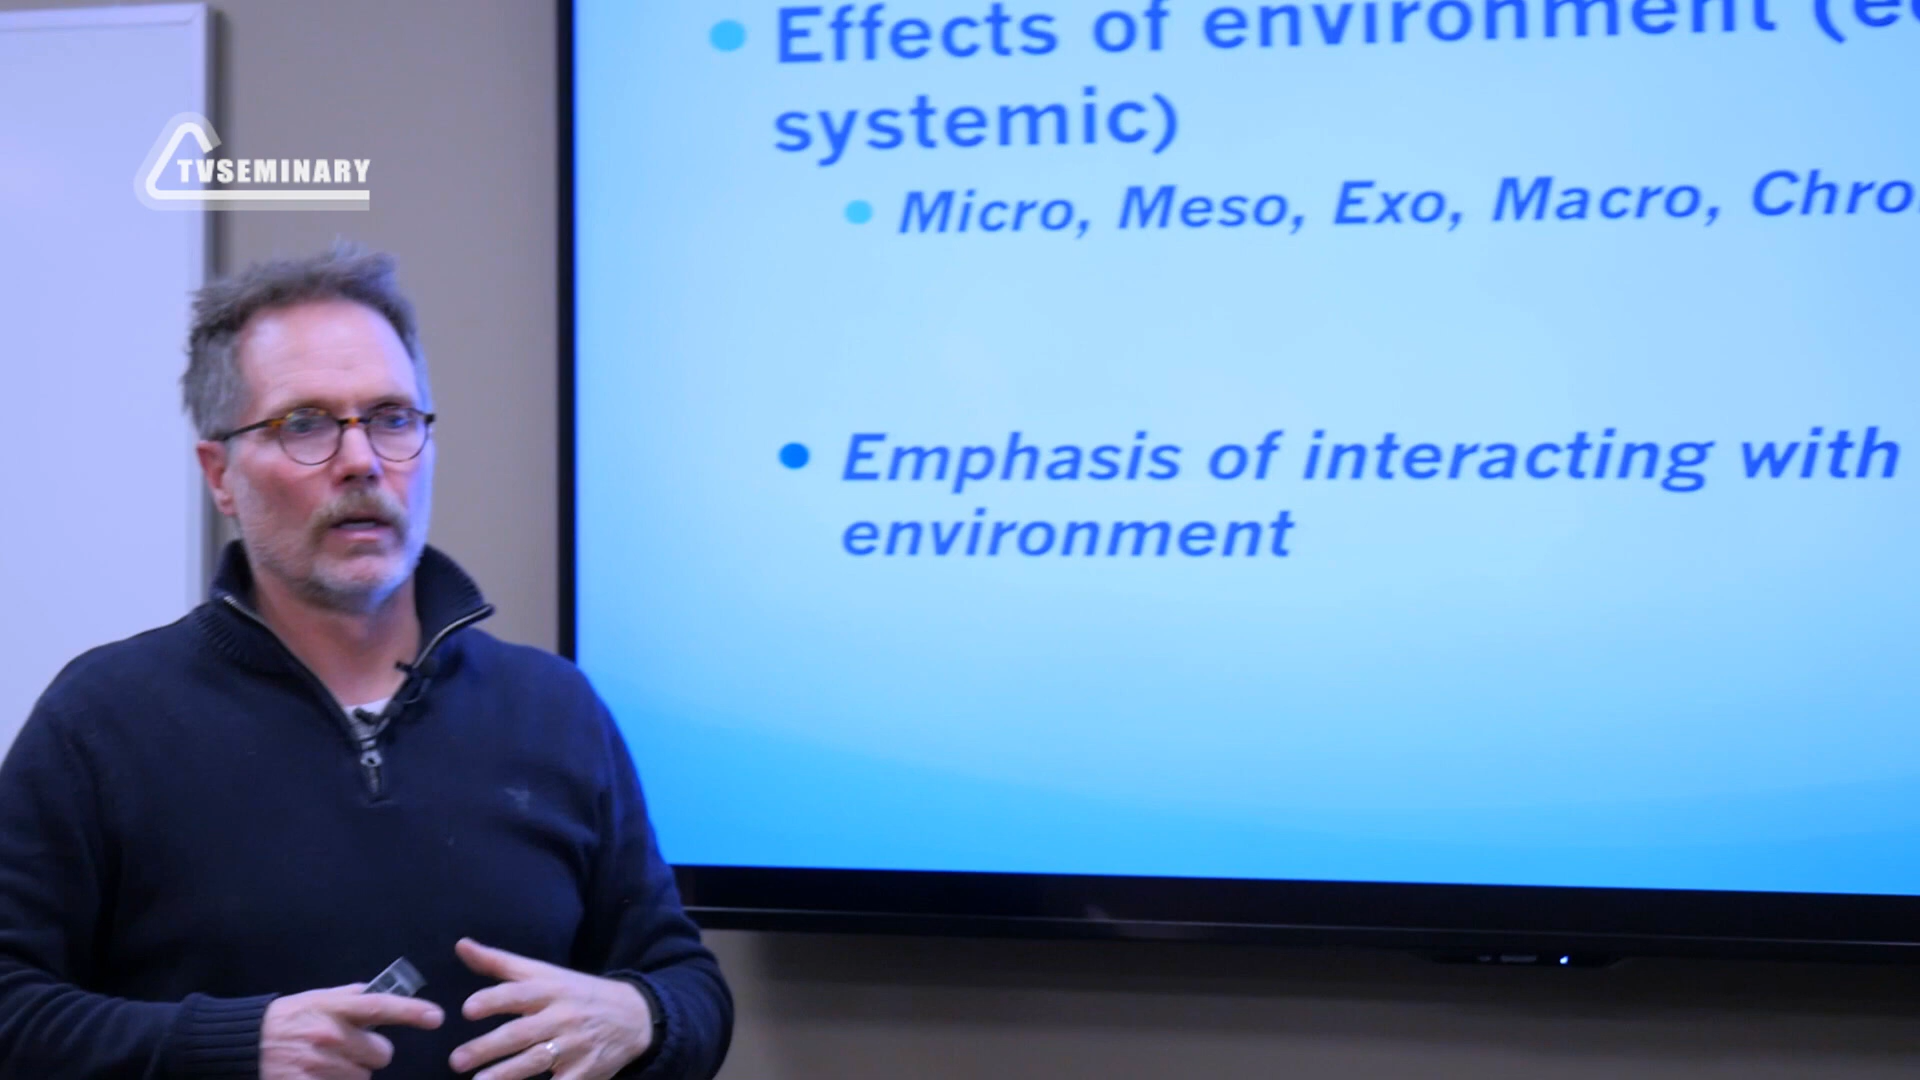 Effects of environment
systemic)
Micro, Meso, Exo, Macro,
Emphasis of interacting with
environment
TVSEMINARY